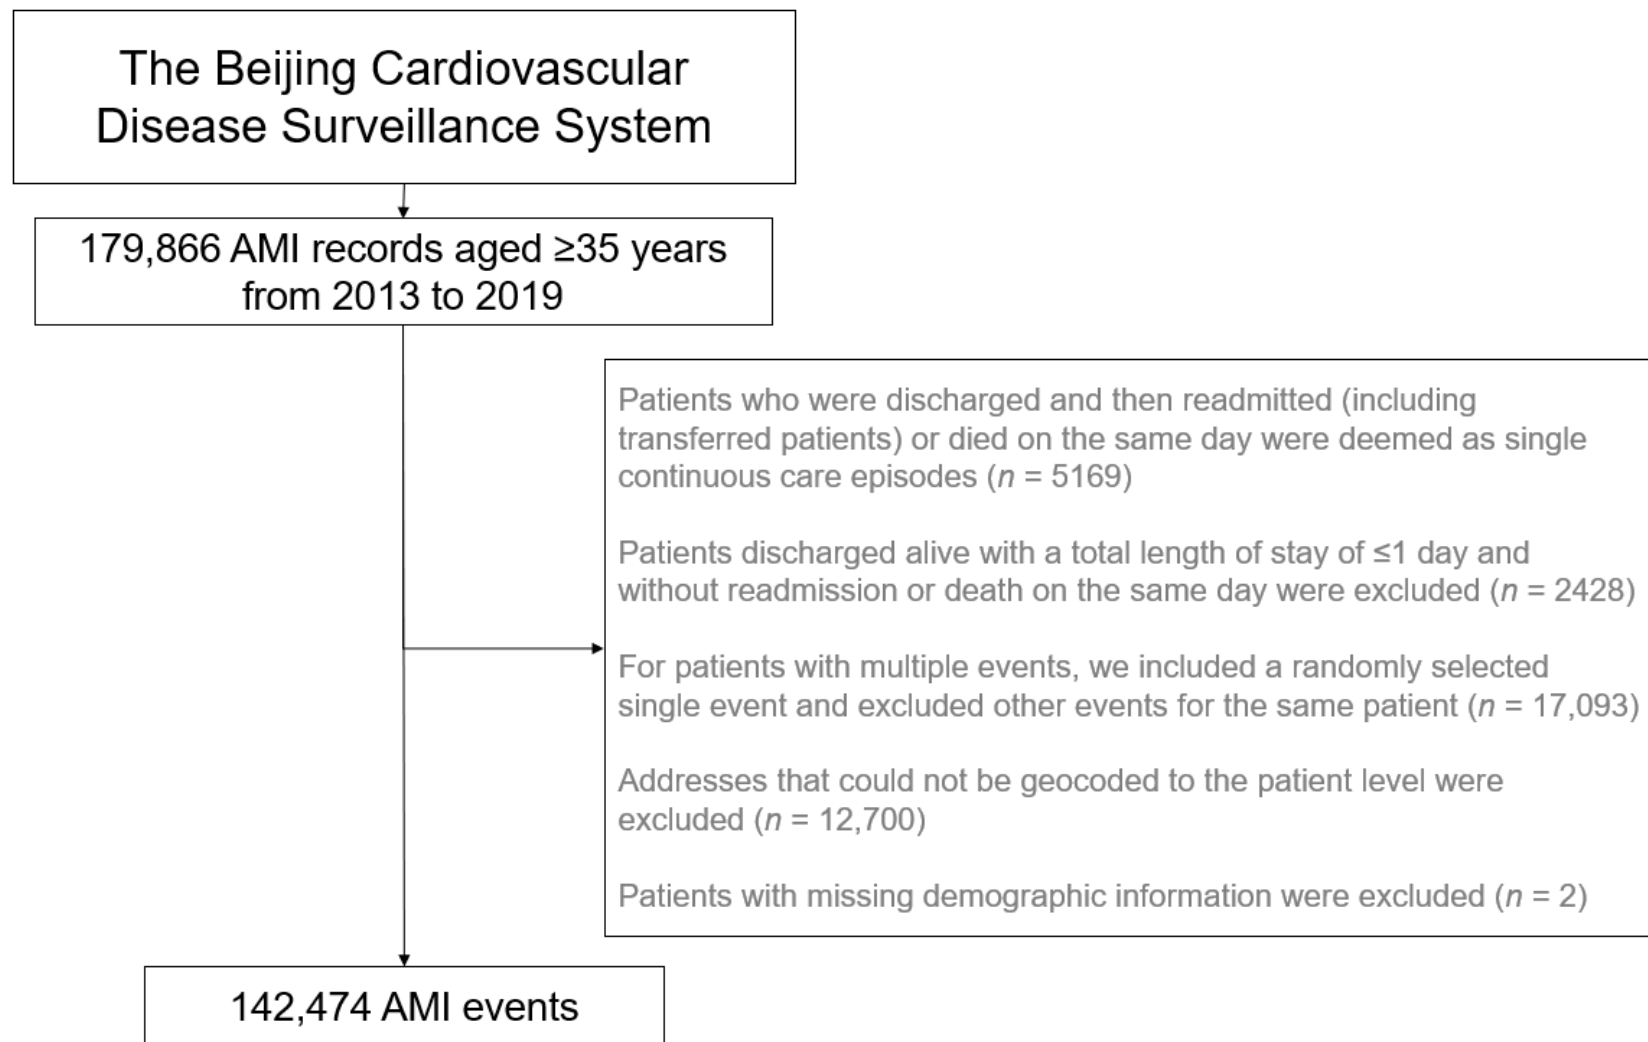 The Beijing Cardiovascular
Disease Surveillance System
179,866 AMI records aged ≥35 years
from 2013 to 2019
Patients who were discharged and then readmitted (including
transferred patients) or died on the same day were deemed as single
continuous care episodes (n = 5169)
Patients discharged alive with a total length of stay of ≤1 day and
without readmission or death on the same day were excluded (n = 2428)
For patients with multiple events, we included a randomly selected
single event and excluded other events for the same patient (n = 17,093)
Addresses that could not be geocoded to the patient level were
excluded (n = 12,700)
Patients with missing demographic information were excluded (n = 2)
142,474 AMI events